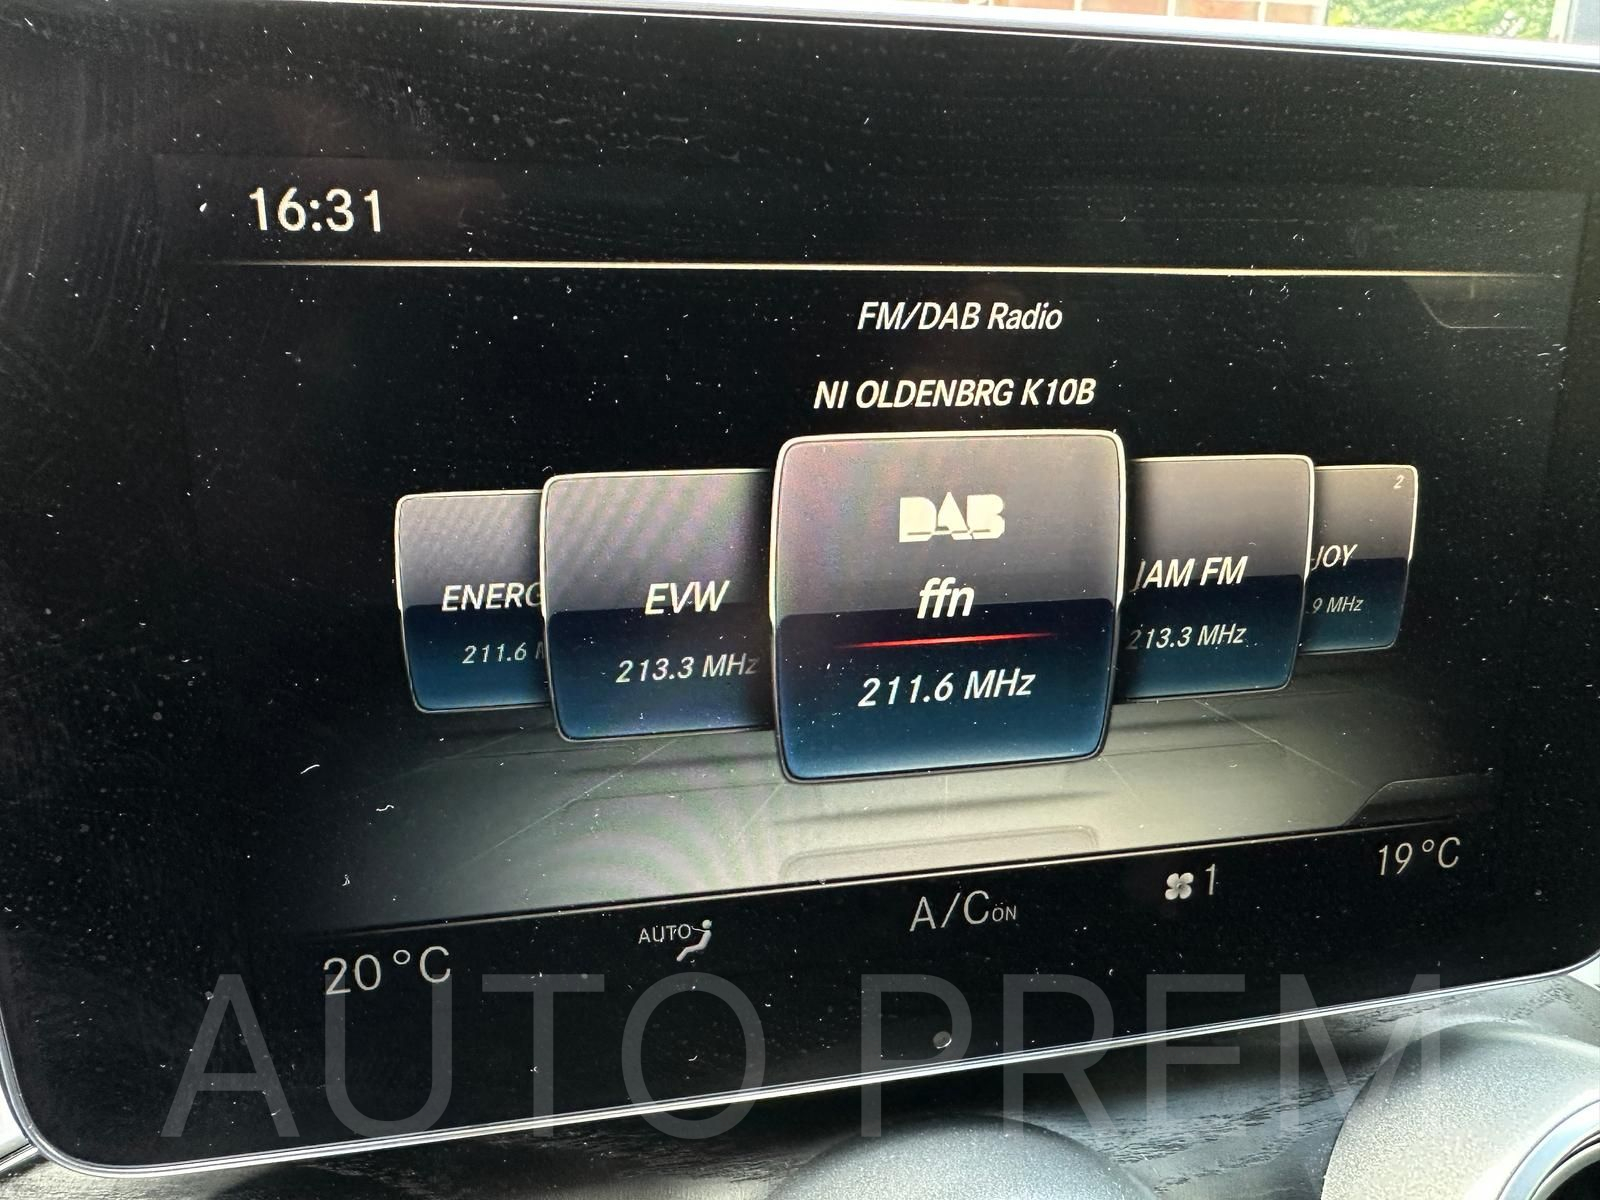 16:31
FM/DAB Radio
NI OLDENBRG K10B
DAB
2
ENERG
EVW
ffn
JAM FM
JOY
211.6 M
213.3 MHz
211.6 MHz
213.3 MHz
.9 MHz
20°C
AUTO
A/C ON
1
19°C
AUTO PREM